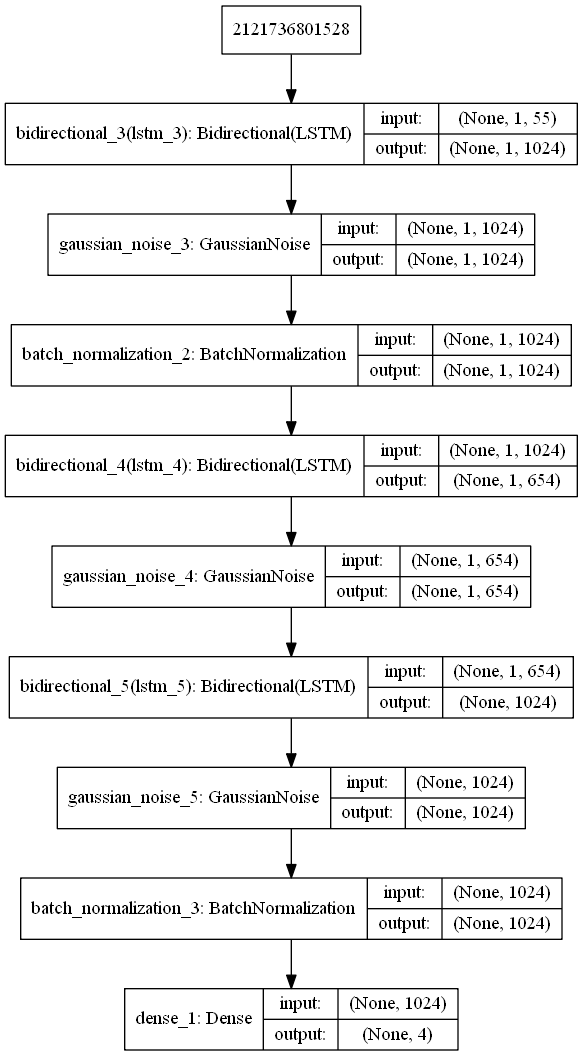 2121736801528
bidirectional_3(lstm_3): Bidirectional(LSTM)
input: (None, 1, 55)
output: (None, 1, 1024)
gaussian_noise_3: GaussianNoise
input: (None, 1, 1024)
output: (None, 1, 1024)
batch_normalization_2: BatchNormalization
input: (None, 1, 1024)
output: (None, 1, 1024)
bidirectional_4(lstm_4): Bidirectional(LSTM)
input: (None, 1, 1024)
output: (None, 1, 654)
gaussian_noise_4: GaussianNoise
input: (None, 1, 654)
output: (None, 1, 654)
bidirectional_5(lstm_5): Bidirectional(LSTM)
input: (None, 1, 654)
output: (None, 1024)
gaussian_noise_5: GaussianNoise
input: (None, 1024)
output: (None, 1024)
batch_normalization_3: BatchNormalization
input: (None, 1024)
output: (None, 1024)
dense_1: Dense
input: (None, 1024)
output: (None, 4)